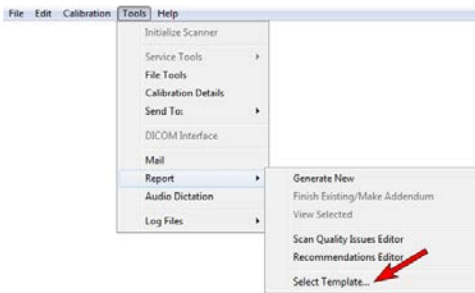 File Edit Calibration Tools Help
Initialize Scanner
Service Tools
File Tools
Calibration Details
Send To:
DICOM Interface
Mail
Report
Audio Dictation
Log Files
Generate New
Finish Existing/Make Addendum
View Selected
Scan Quality Issues Editor
Recommendations Editor
Select Template...